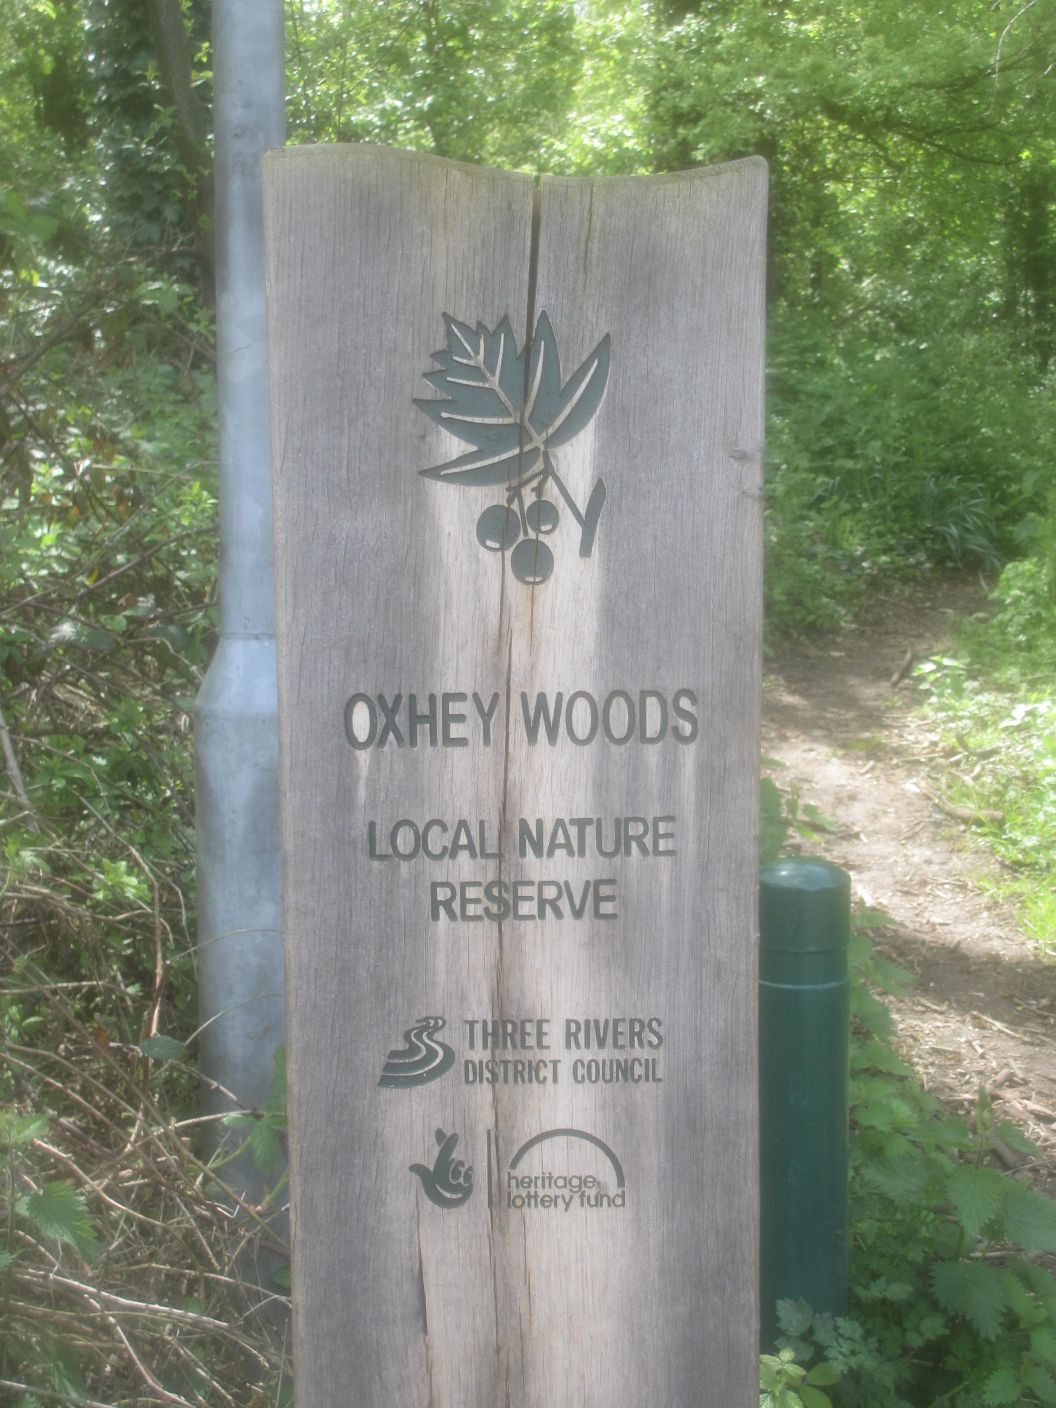 OXHEY WOODS
LOCAL NATURE
RESERVE
THREE RIVERS
DISTRICT COUNCIL
heritage
lottery fund